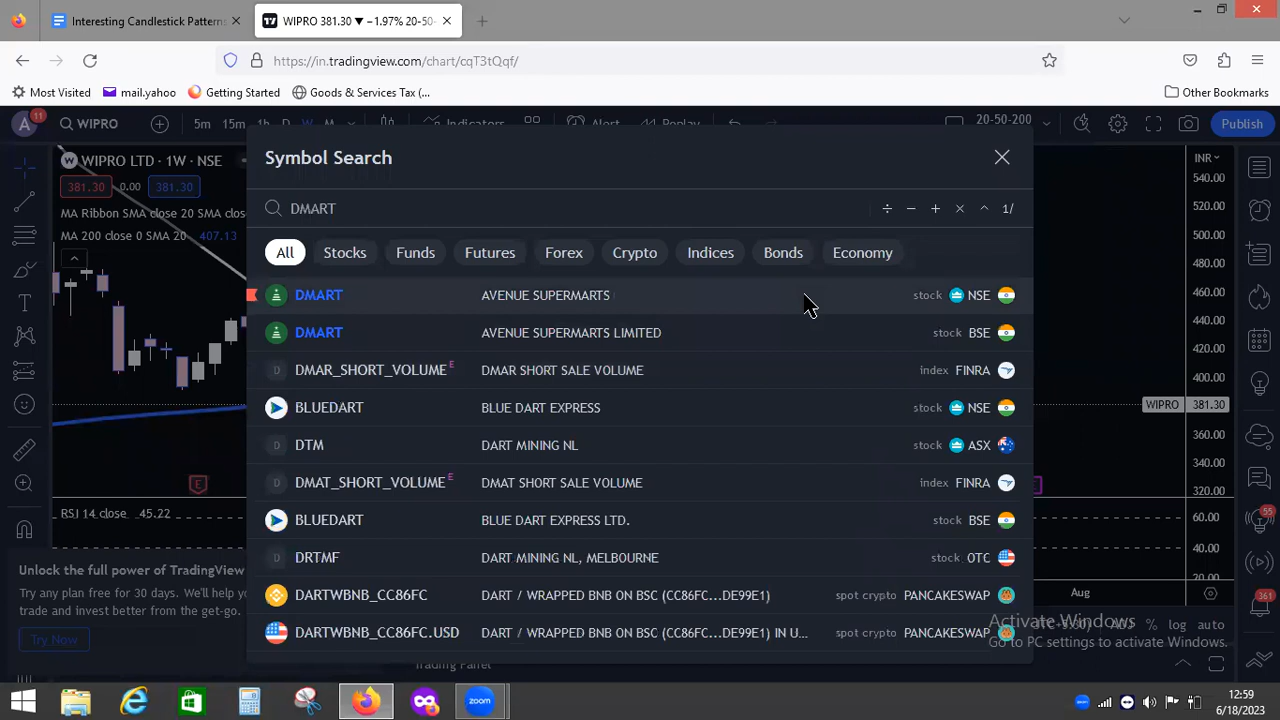 Interesting Candlestick Patterns
WIPRO 381.30 ▼ −1.97% 20-50-
https://in.tradingview.com/chart/cqT3tQqf/
Most Visited
mail.yahoo
Getting Started
Goods & Services Tax (...
Other Bookmarks
A
11
WIPRO
5m
15m
1h
D
W
M
Indicators
Alert
Replay
20-50-200
Publish
WIPRO LTD · 1W · NSE
381.30
0.00
381.30
MA Ribbon SMA close 20 SMA close
MA 200 close 0 SMA 20
407.13
Symbol Search
DMART
1/
All
Stocks
Funds
Futures
Forex
Crypto
Indices
Bonds
Economy
DMART AVENUE SUPERMARTS stock NSE
DMART AVENUE SUPERMARTS LIMITED stock BSE
DMAR_SHORT_VOLUME E DMAR SHORT SALE VOLUME index FINRA
BLUEDART BLUE DART EXPRESS stock NSE
DTM DART MINING NL stock ASX
DMAT_SHORT_VOLUME E DMAT SHORT SALE VOLUME index FINRA
BLUEDART BLUE DART EXPRESS LTD. stock BSE
DRTMF DART MINING NL, MELBOURNE stock OTC
DARTWBNB_CC86FC DART / WRAPPED BNB ON BSC (CC86FC...DE99E1) spot crypto PANCAKESWAP
DARTWBNB_CC86FC.USD DART / WRAPPED BNB ON BSC (CC86FC...DE99E1) IN U... spot crypto PANCAKESWAP
INR
540.00
520.00
500.00
480.00
460.00
440.00
420.00
400.00
WIPRO 381.30
360.00
340.00
320.00
60.00
40.00
20.00
Aug
E
RSI 14 close 45.22
Unlock the full power of TradingView
Try any plan free for 30 days. We'll help you
trade and invest better from the get-go.
Try Now
Trading Panel
log
auto
55
361
Activate Windows
Go to PC settings to activate Windows.
zoom
12:59
6/18/2023